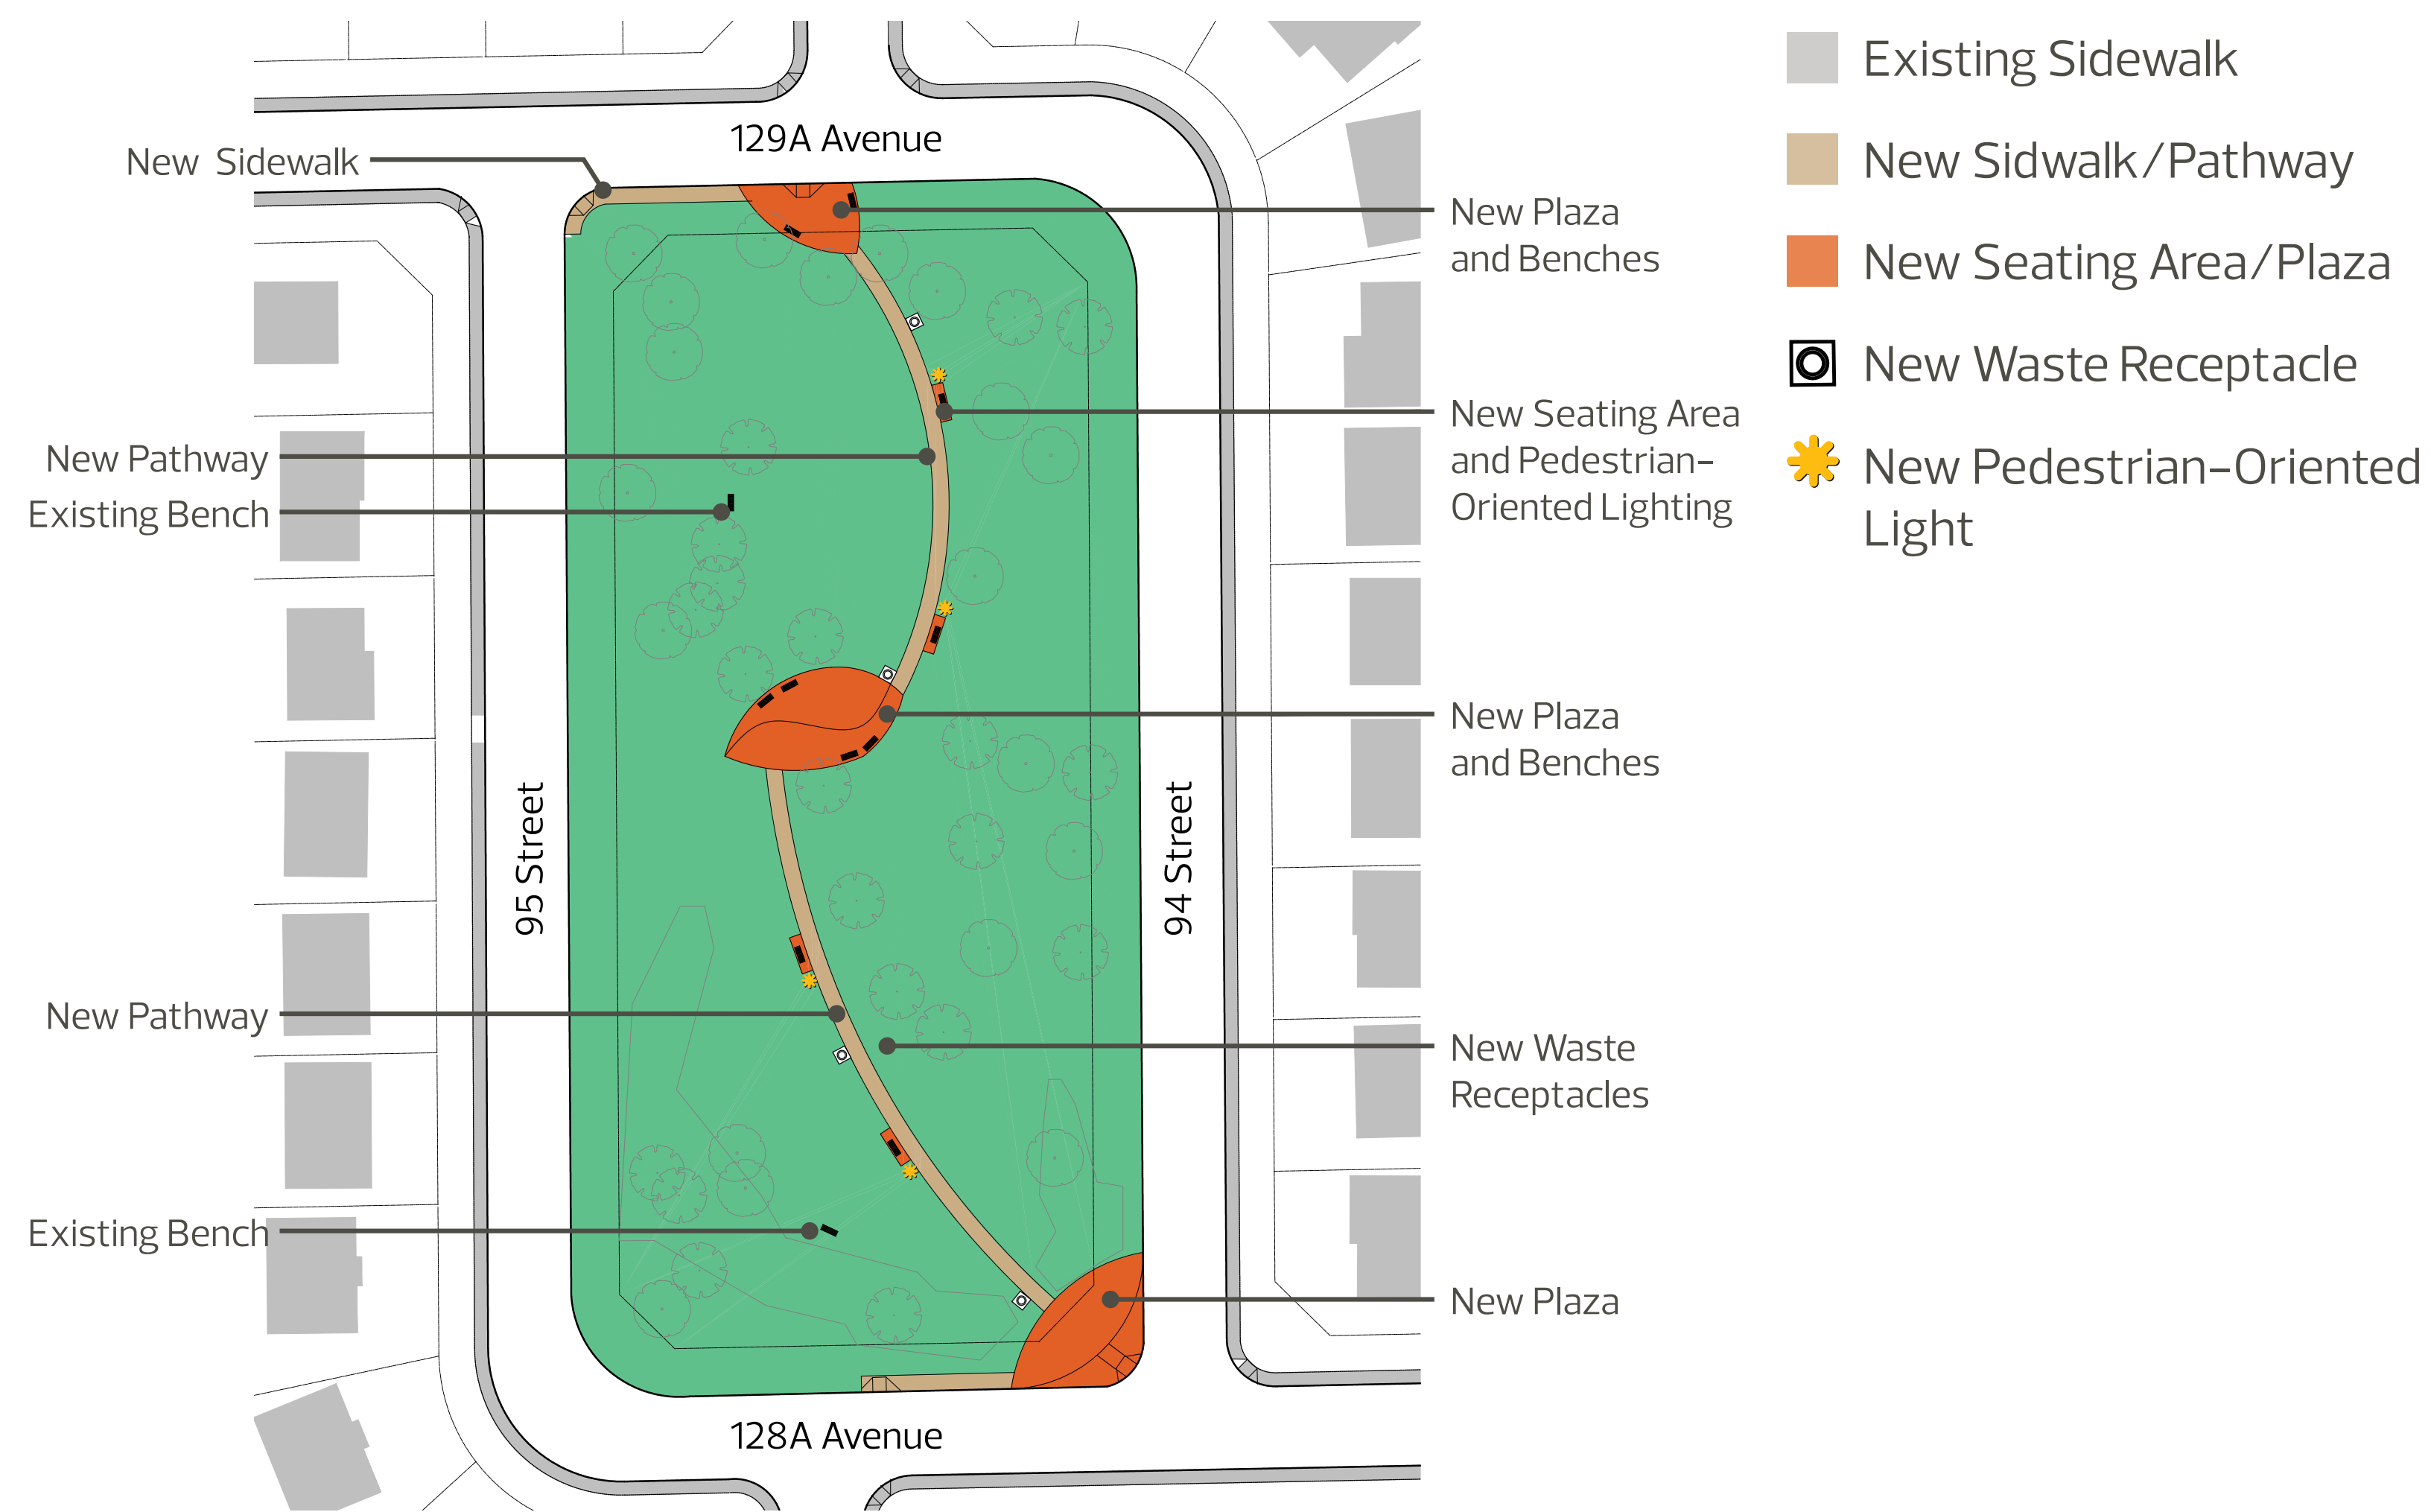 129A Avenue
New Sidewalk
New Pathway
Existing Bench
95 Street
New Pathway
Existing Bench
128A Avenue
94 Street
New Plaza
and Benches
New Seating Area
and Pedestrian-
Oriented Lighting
New Plaza
and Benches
New Waste
Receptacles
New Plaza
Existing Sidewalk
New Sidwalk/Pathway
New Seating Area/Plaza
New Waste Receptacle
New Pedestrian-Oriented
Light